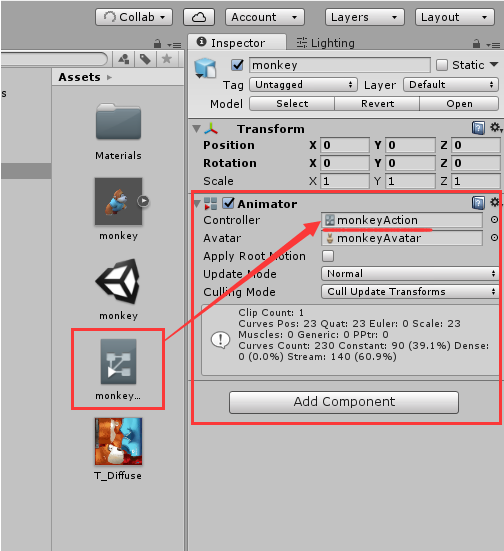 Collab
Account
Layers
Layout
Inspector
Lighting
s
Assets
Materials
monkey
monkey
monkey...
T_Diffuse
monkey
Static
Tag
Untagged
Layer
Default
Model
Select
Revert
Open
Transform
Position X 0 Y 0 Z 0
Rotation X 0 Y 0 Z 0
Scale X 1 Y 1 Z 1
Animator
Controller
monkeyAction
Avatar
monkeyAvatar
Apply Root Motion
Update Mode
Normal
Culling Mode
Cull Update Transforms
Clip Count: 1
Curves Pos: 23 Quat: 23 Euler: 0 Scale: 23
Muscles: 0 Generic: 0 PPtr: 0
Curves Count: 230 Constant: 90 (39.1%) Dense:
0 (0.0%) Stream: 140 (60.9%)
Add Component